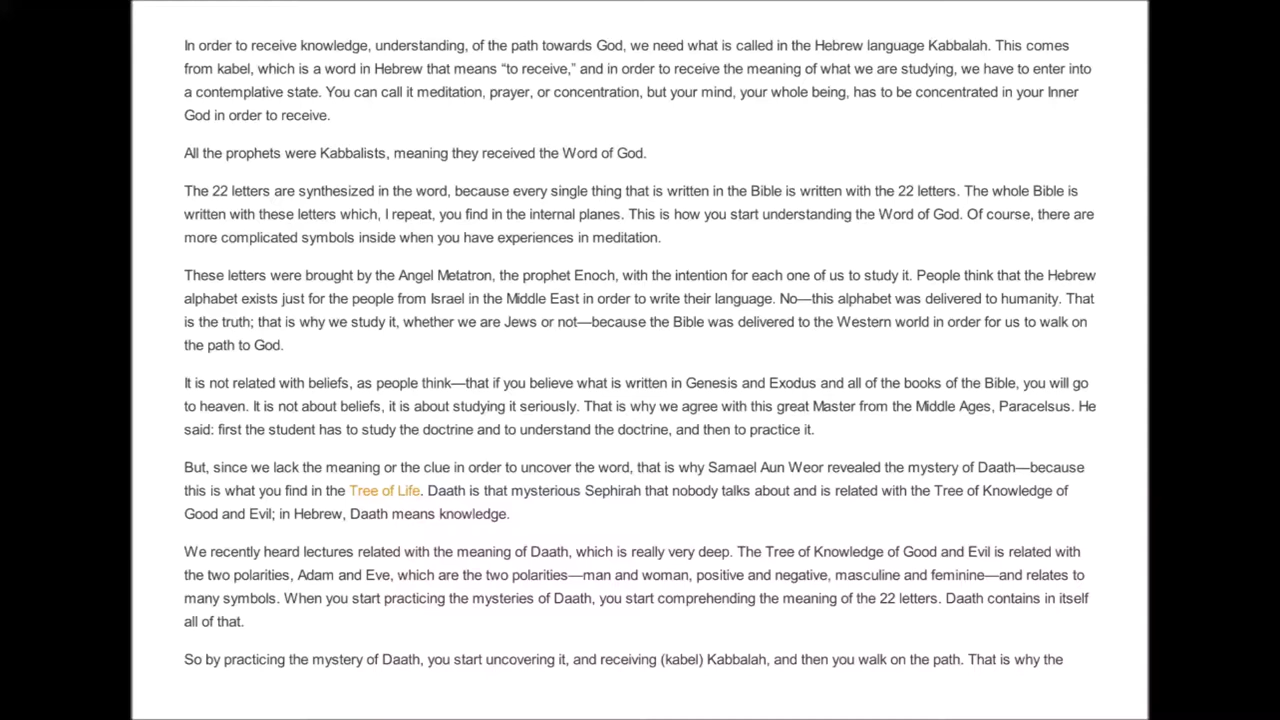 In order to receive knowledge, understanding, of the path towards God, we need what is called in the Hebrew language Kabbalah. This comes
from kabel, which is a word in Hebrew that means “to receive,” and in order to receive the meaning of what we are studying, we have to enter into
a contemplative state. You can call it meditation, prayer, or concentration, but your mind, your whole being, has to be concentrated in your Inner
God in order to receive.
All the prophets were Kabbalists, meaning they received the Word of God.
The 22 letters are synthesized in the word, because every single thing that is written in the Bible is written with the 22 letters. The whole Bible is
written with these letters which, I repeat, you find in the internal planes. This is how you start understanding the Word of God. Of course, there are
more complicated symbols inside when you have experiences in meditation.
These letters were brought by the Angel Metatron, the prophet Enoch, with the intention for each one of us to study it. People think that the Hebrew
alphabet exists just for the people from Israel in the Middle East in order to write their language. No—this alphabet was delivered to humanity. That
is the truth; that is why we study it, whether we are Jews or not—because the Bible was delivered to the Western world in order for us to walk on
the path to God.
It is not related with beliefs, as people think—that if you believe what is written in Genesis and Exodus and all of the books of the Bible, you will go
to heaven. It is not about beliefs, it is about studying it seriously. That is why we agree with this great Master from the Middle Ages, Paracelsus. He
said: first the student has to study the doctrine and to understand the doctrine, and then to practice it.
But, since we lack the meaning or the clue in order to uncover the word, that is why Samael Aun Weor revealed the mystery of Daath—because
this is what you find in the Tree of Life. Daath is that mysterious Sephirah that nobody talks about and is related with the Tree of Knowledge of
Good and Evil; in Hebrew, Daath means knowledge.
We recently heard lectures related with the meaning of Daath, which is really very deep. The Tree of Knowledge of Good and Evil is related with
the two polarities, Adam and Eve, which are the two polarities—man and woman, positive and negative, masculine and feminine—and relates to
many symbols. When you start practicing the mysteries of Daath, you start comprehending the meaning of the 22 letters. Daath contains in itself
all of that.
So by practicing the mystery of Daath, you start uncovering it, and receiving (kabel) Kabbalah, and then you walk on the path. That is why the